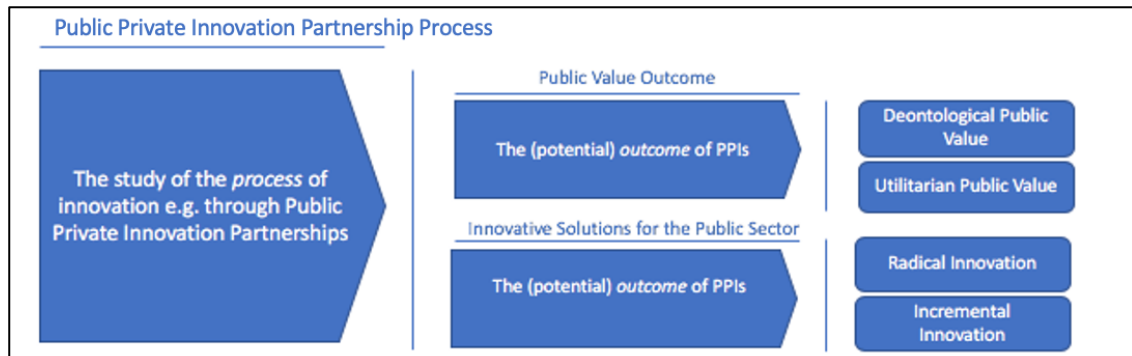 Public Private Innovation Partnership Process
The study of the process of
innovation e.g. through Public
Private Innovation Partnerships
Public Value Outcome
The (potential) outcome of PPIs
Deontological Public
Value
Utilitarian Public Value
Innovative Solutions for the Public Sector
The (potential) outcome of PPIs
Radical Innovation
Incremental
Innovation